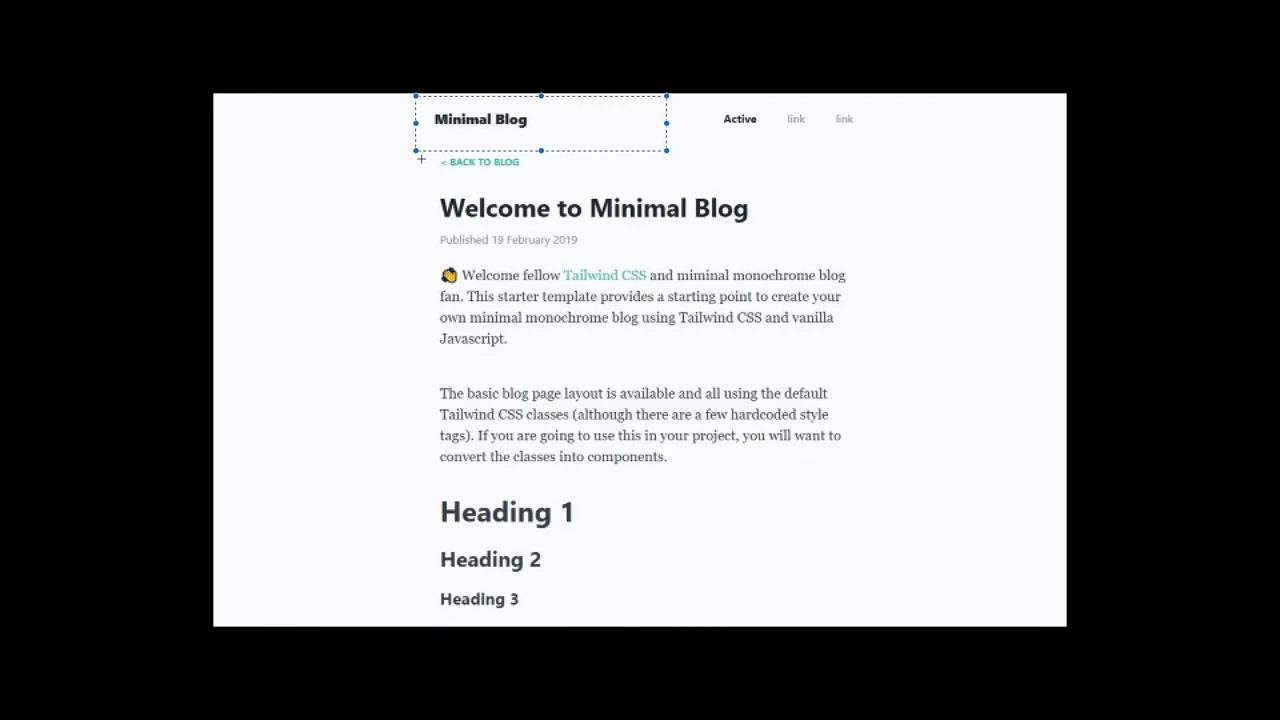 Minimal Blog
Active link link
< BACK TO BLOG
Welcome to Minimal Blog
Published 19 February 2019
👏 Welcome fellow Tailwind CSS and miminal monochrome blog
fan. This starter template provides a starting point to create your
own minimal monochrome blog using Tailwind CSS and vanilla
Javascript.
The basic blog page layout is available and all using the default
Tailwind CSS classes (although there are a few hardcoded style
tags). If you are going to use this in your project, you will want to
convert the classes into components.
Heading 1
Heading 2
Heading 3